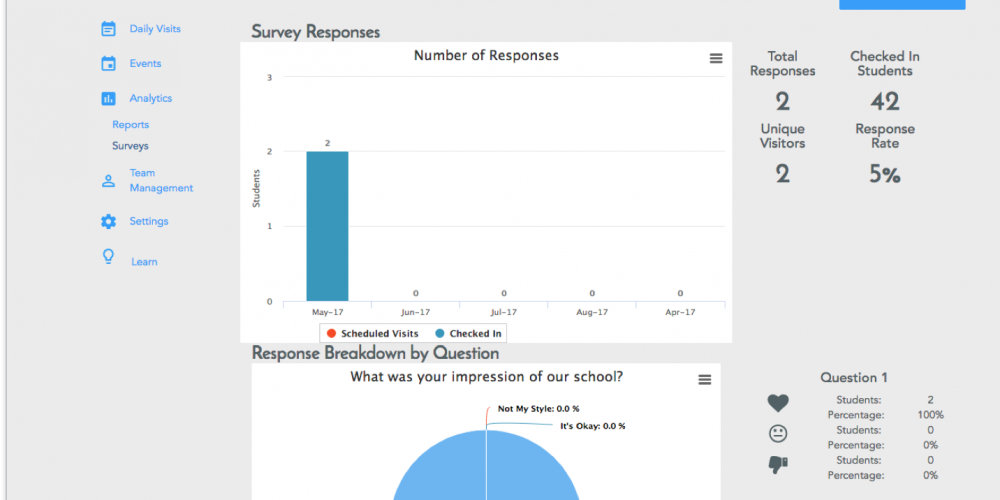 Daily Visits
Events
Analytics
Reports
Surveys
Team
Management
Settings
Learn
Survey Responses
Number of Responses
3
2
1
0
Students
2
0
0
0
0
May-17
Jun-17
Jul-17
Aug-17
Apr-17
Scheduled Visits
Checked In
Total
Responses
2
Checked In
Students
42
Unique
Visitors
2
Response
Rate
5%
Response Breakdown by Question
What was your impression of our school?
Not My Style: 0.0 %
It's Okay: 0.0 %
Question 1
Students: 2
Percentage: 100%
Students: 0
Percentage: 0%
Students: 0
Percentage: 0%